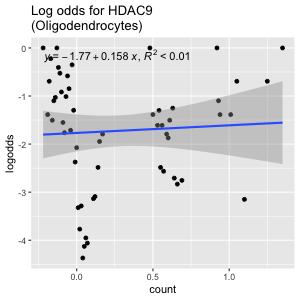 Log odds for HDAC9
(Oligodendrocytes)
y = −1.77 + 0.158 x, R² < 0.01
0
-1
-2
-3
-4
logodds
0.0 0.5 1.0
count